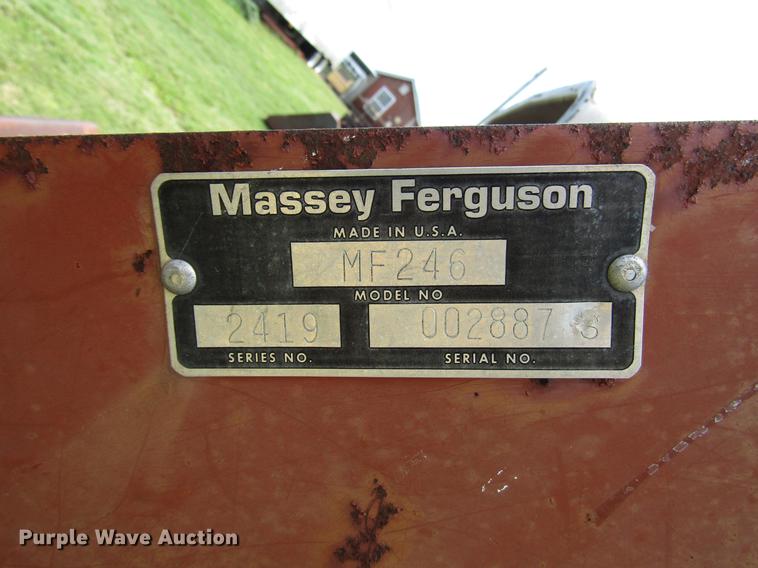 Massey Ferguson
MADE IN U.S.A.
MF246
MODEL NO
2419 002887 S
SERIES NO. SERIAL NO.
Purple Wave Auction